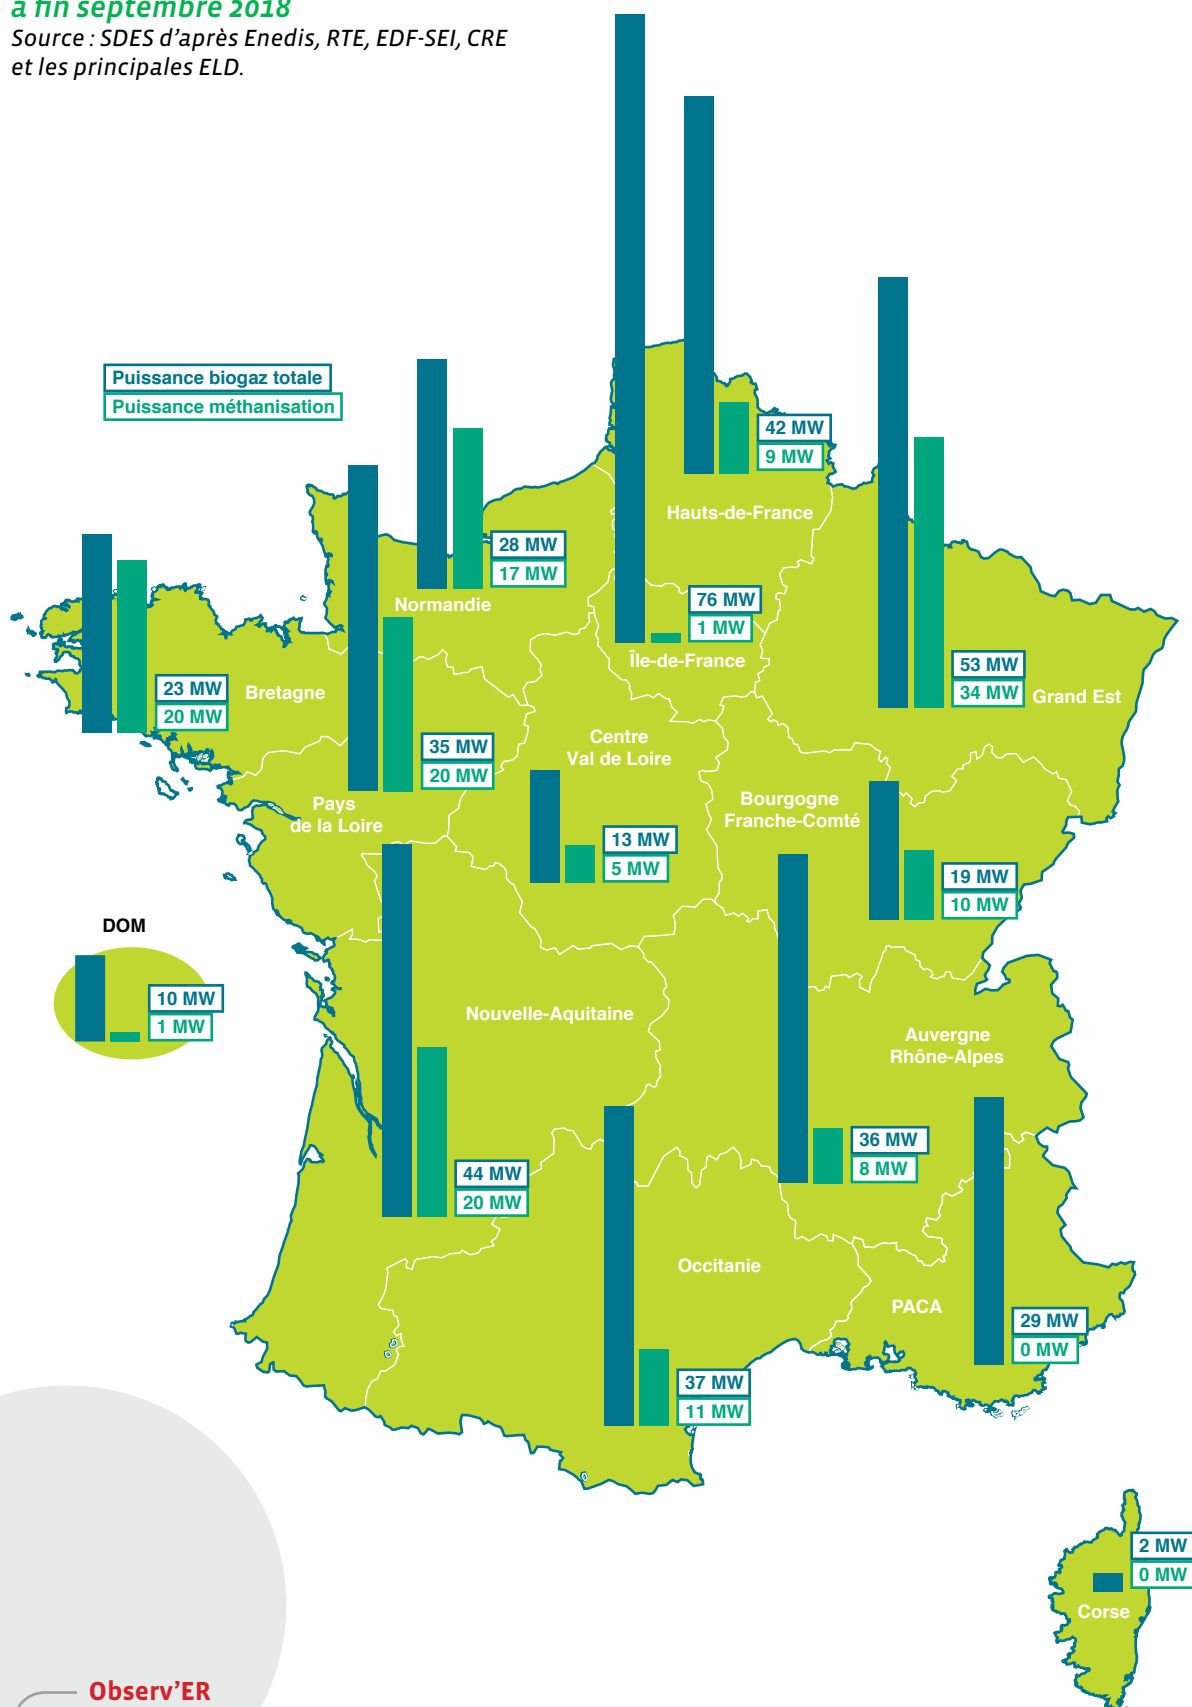 à fin septembre 2018
Source : SDES d’après Enedis, RTE, EDF-SEI, CRE
et les principales ELD.
Puissance biogaz totale
Puissance méthanisation
42 MW
9 MW
Hauts-de-France
28 MW
17 MW
Normandie
76 MW
1 MW
Île-de-France
53 MW
34 MW
Grand Est
23 MW
20 MW
Bretagne
35 MW
20 MW
Pays
de la Loire
Centre
Val de Loire
13 MW
5 MW
Bourgogne
Franche-Comté
19 MW
10 MW
DOM
10 MW
1 MW
Nouvelle-Aquitaine
44 MW
20 MW
Auvergne
Rhône-Alpes
36 MW
8 MW
Occitanie
37 MW
11 MW
PACA
29 MW
0 MW
2 MW
0 MW
Corse
Observ’ER